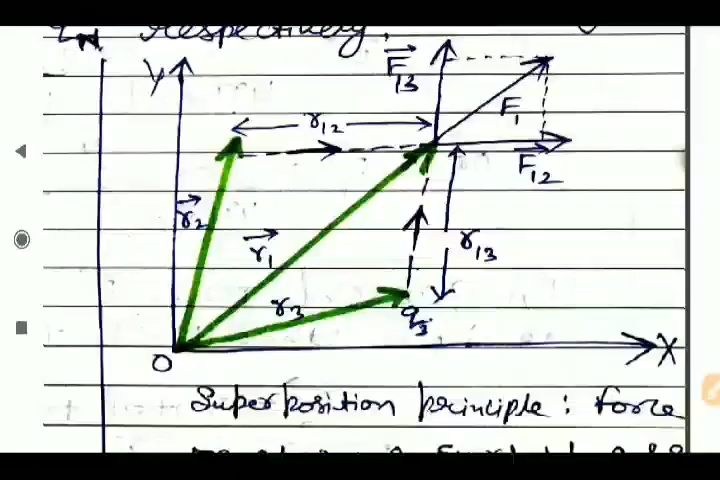 Respectively.
Y
F₁₃
r₁₂
F₁
F₁₂
r₂
r₁
r₁₃
r₃
q₃
O
X
Superposition principle: force